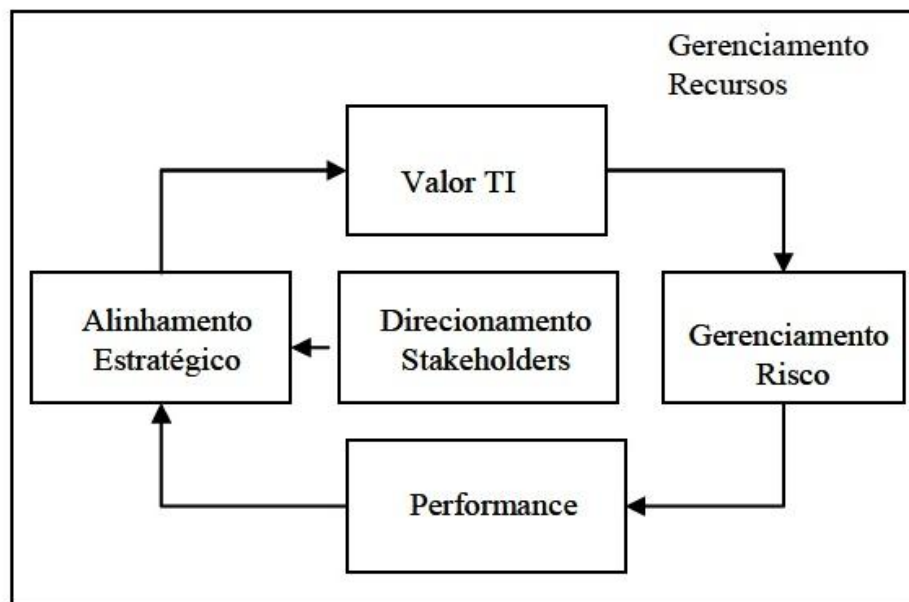 Gerenciamento
Recursos
Valor TI
Alinhamento
Estratégico
Direcionamento
Stakeholders
Gerenciamento
Risco
Performance